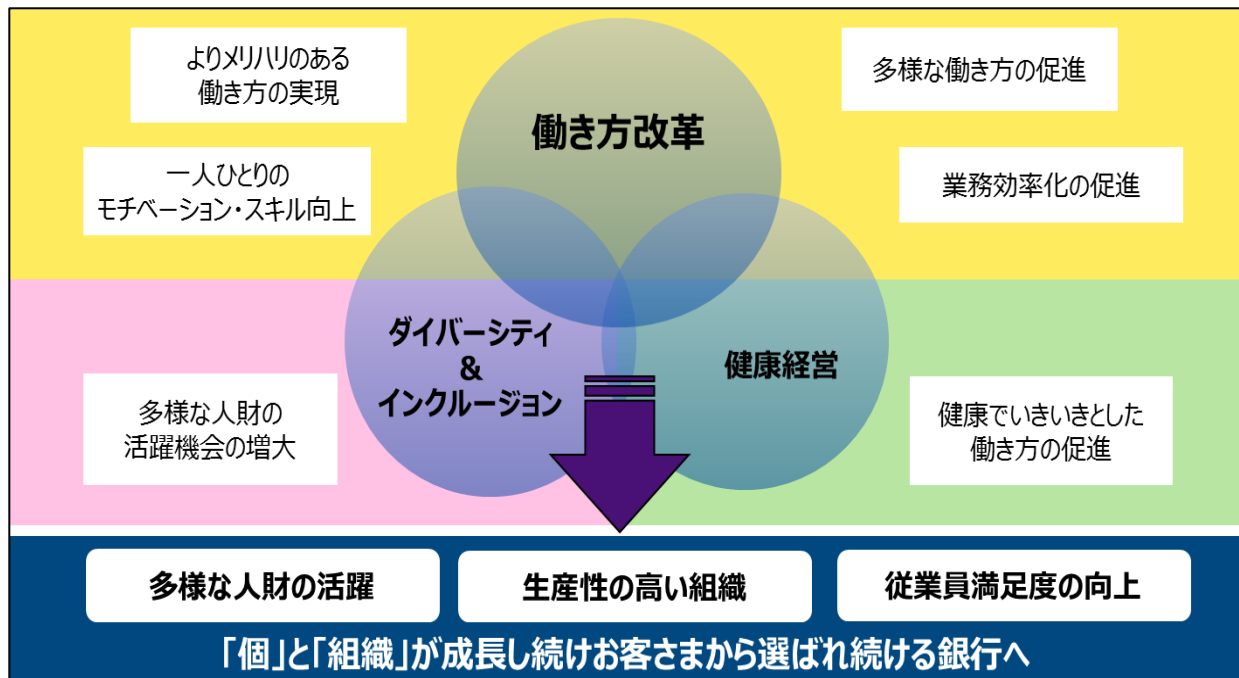 よりメリハリのある
働き方の実現
多様な働き方の促進
働き方改革
一人ひとりの
モチベーション・スキル向上
業務効率化の促進
ダイバーシティ
&
インクルージョン
健康経営
多様な人財の
活躍機会の増大
健康でいきいきとした
働き方の促進
多様な人財の活躍
生産性の高い組織
従業員満足度の向上
「個」と「組織」が成長し続けお客さまから選ばれ続ける銀行へ